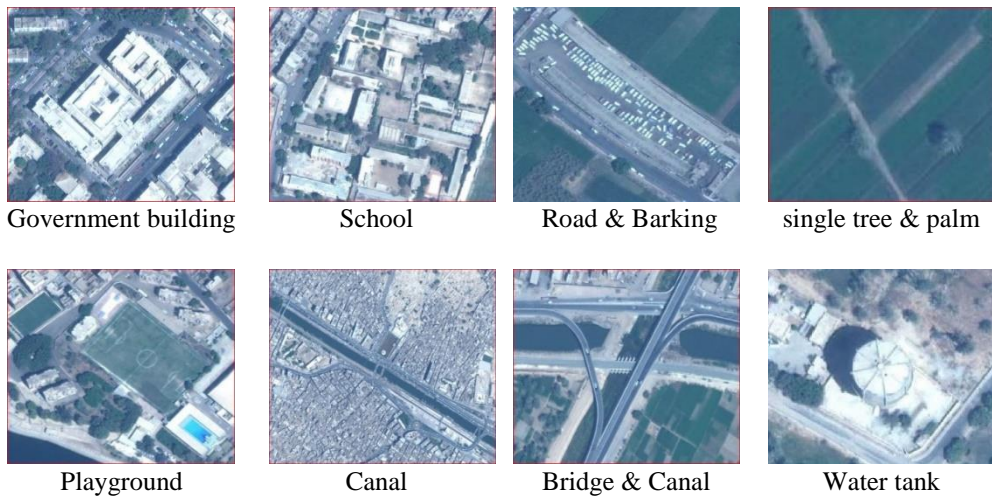 Government building
School
Road & Barking
single tree & palm
Playground
Canal
Bridge & Canal
Water tank